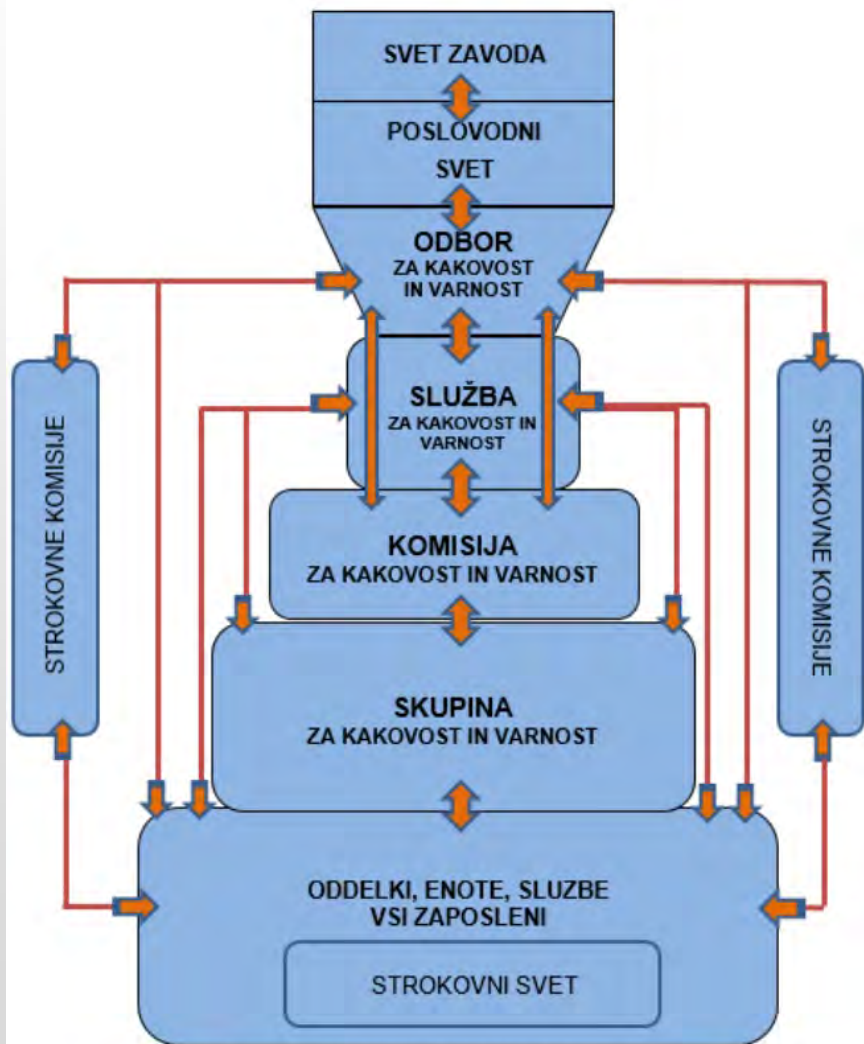 SVET ZAVODA
POSLOVODNI
SVET
ODBOR
ZA KAKOVOST
IN VARNOST
SLUŽBA
ZA KAKOVOST IN
VARNOST
KOMISIJA
ZA KAKOVOST IN VARNOST
STROKOVNE KOMISIJE
STROKOVNE KOMISIJE
SKUPINA
ZA KAKOVOST IN VARNOST
ODDELKI, ENOTE, SLUZBE
VSI ZAPOSLENI
STROKOVNI SVET